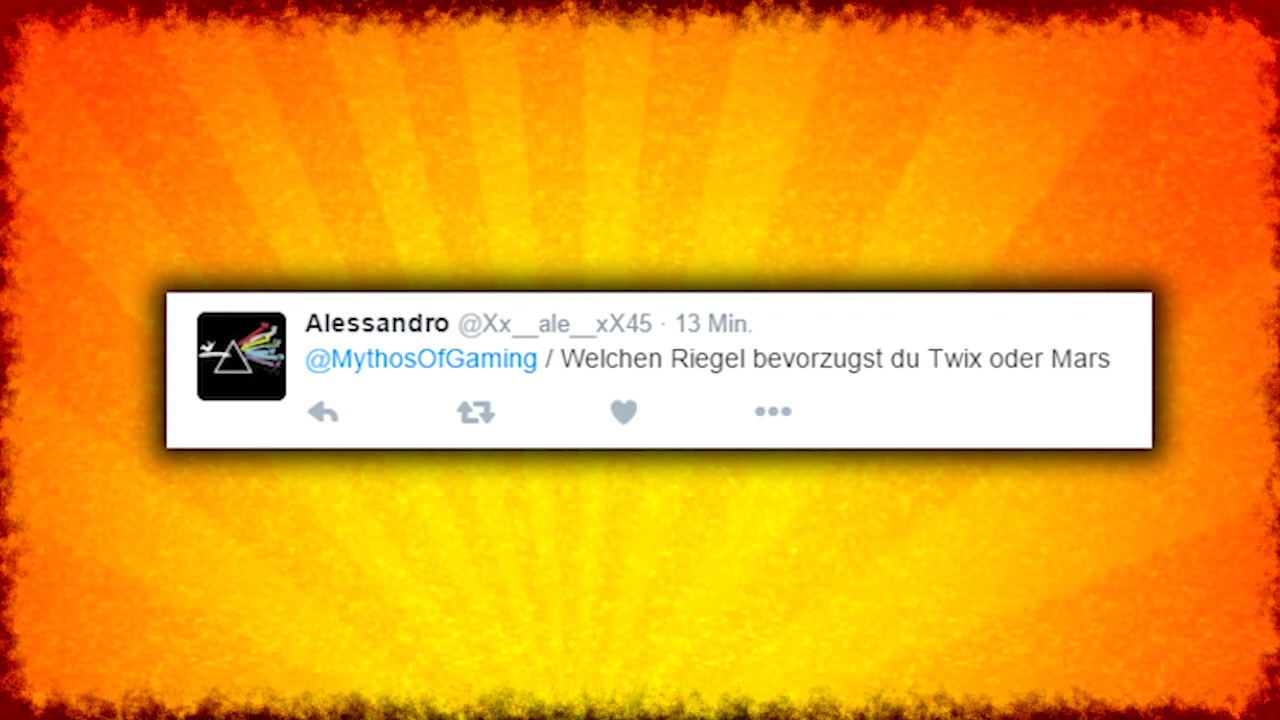 Alessandro @Xx__ale__xX45 · 13 Min.
@MythosOfGaming / Welchen Riegel bevorzugst du Twix oder Mars